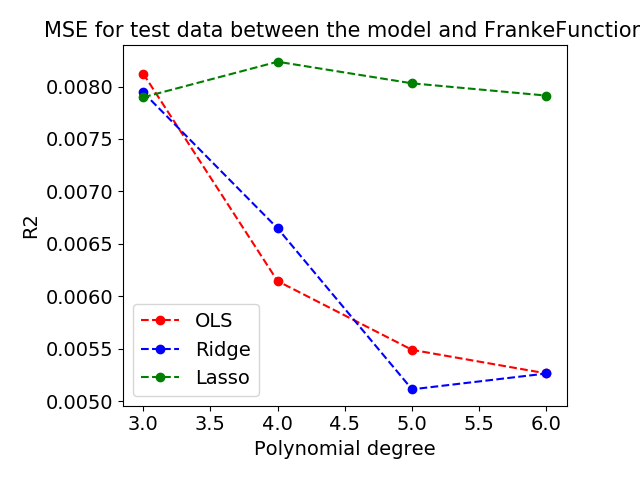 MSE for test data between the model and FrankeFunction
0.0080
0.0075
0.0070
0.0065
0.0060
0.0055
0.0050
R2
OLS
Ridge
Lasso
3.0 3.5 4.0 4.5 5.0 5.5 6.0
Polynomial degree